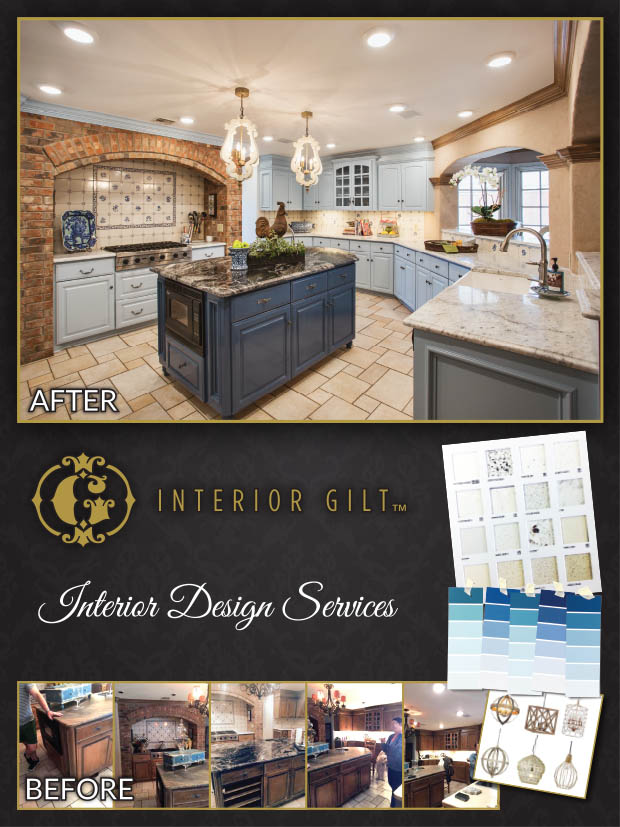 AFTER
G
INTERIOR GILT™
Interior Design Services
BEFORE